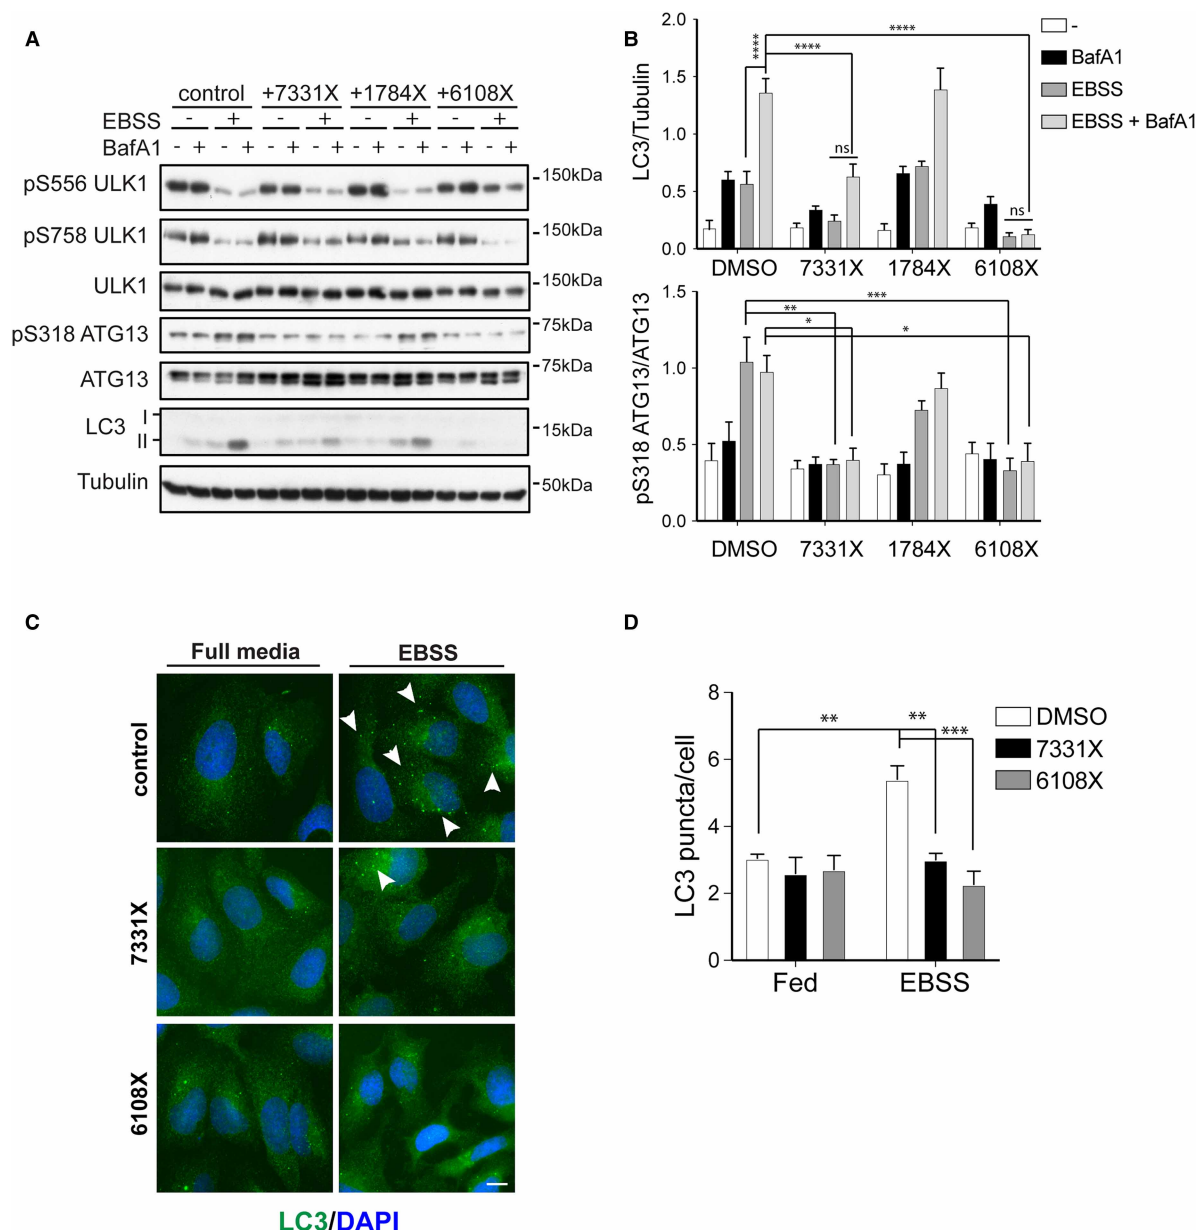 A
control +7331X +1784X +6108X
EBSS - + - + - + - +
BafA1 - + - + - + - + - + - + - + - +
pS556 ULK1 -150kDa
pS758 ULK1 -150kDa
ULK1 -150kDa
pS318 ATG13 -75kDa
ATG13 -75kDa
LC3 I II -15kDa
Tubulin -50kDa
B
LC3/Tubulin
2.0
1.5
1.0
0.5
0.0
****
****
****
ns
ns
DMSO 7331X 1784X 6108X
-
BafA1
EBSS
EBSS + BafA1
pS318 ATG13/ATG13
1.5
1.0
0.5
0.0
***
**
*
*
DMSO 7331X 1784X 6108X
C
Full media EBSS
control
7331X
6108X
LC3/DAPI
D
LC3 puncta/cell
8
6
4
2
0
** ** ***
Fed EBSS
DMSO
7331X
6108X